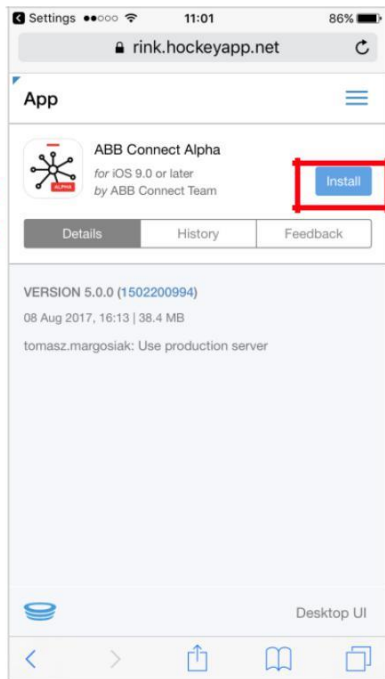 Settings 11:01 86%
rink.hockeyapp.net
App
ABB Connect Alpha
for iOS 9.0 or later
by ABB Connect Team
ALPHA
Install
Details History Feedback
VERSION 5.0.0 (1502200994)
08 Aug 2017, 16:13 | 38.4 MB
tomasz.margosiak: Use production server
Desktop UI